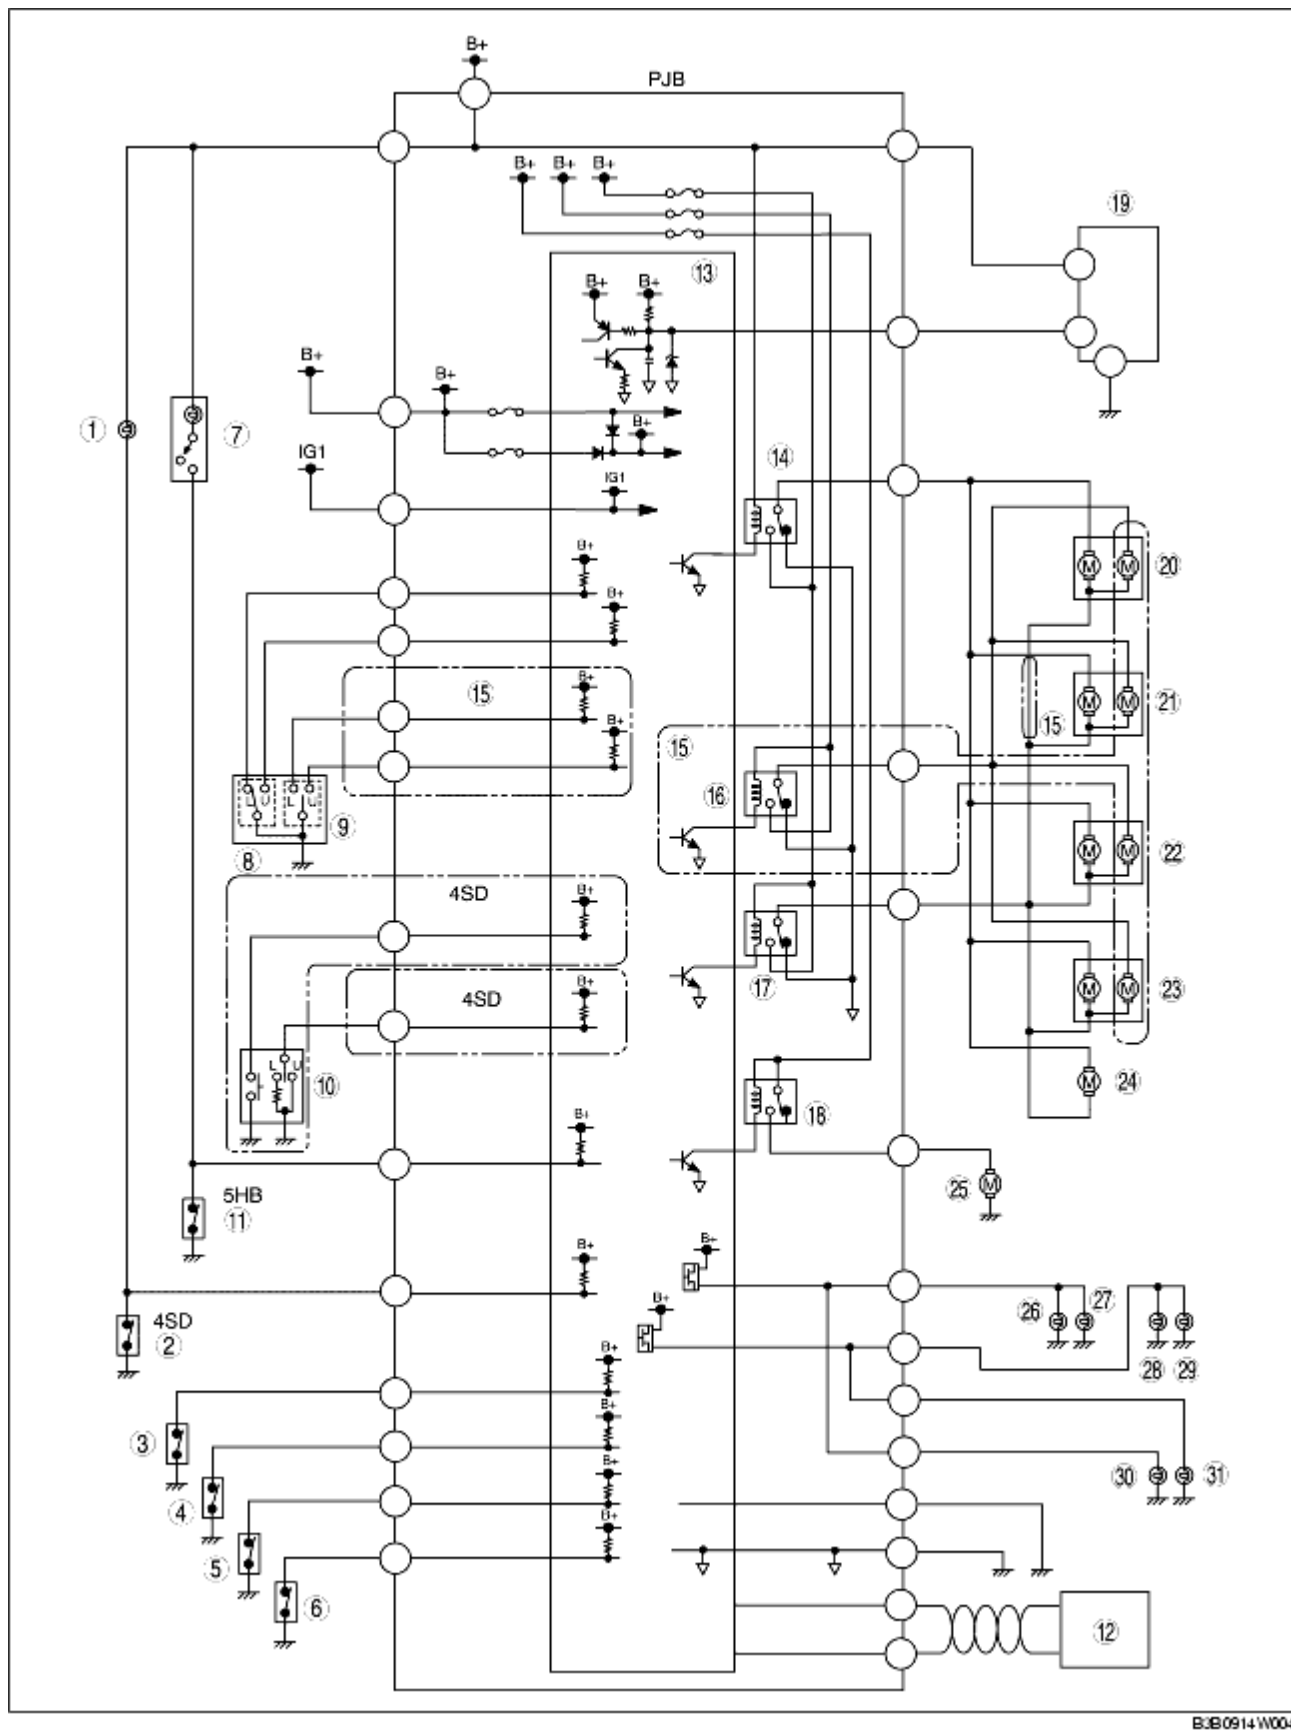 B+
PJB
B+ B+ B+
⑲
⑬
B+ B+
B+
B+
① ⑦
B+
IG1
⑭
IG1
B+
M M ⑳
B+
⑮
B+
M M ㉑
⑮
B+
⑮
⑯
L U L U
⑨
M M ㉒
⑧
4SD
B+
⑰
M M ㉓
4SD
B+
L U
⑩
M ㉔
⑱
B+
M
㉕
5HB
⑪
B+
B+
㉖ ㉗
B+
4SD
②
㉘ ㉙
B+
③
B+
㉚ ㉛
B+
④
B+
⑤
⑥
⑫
B3B0914W004